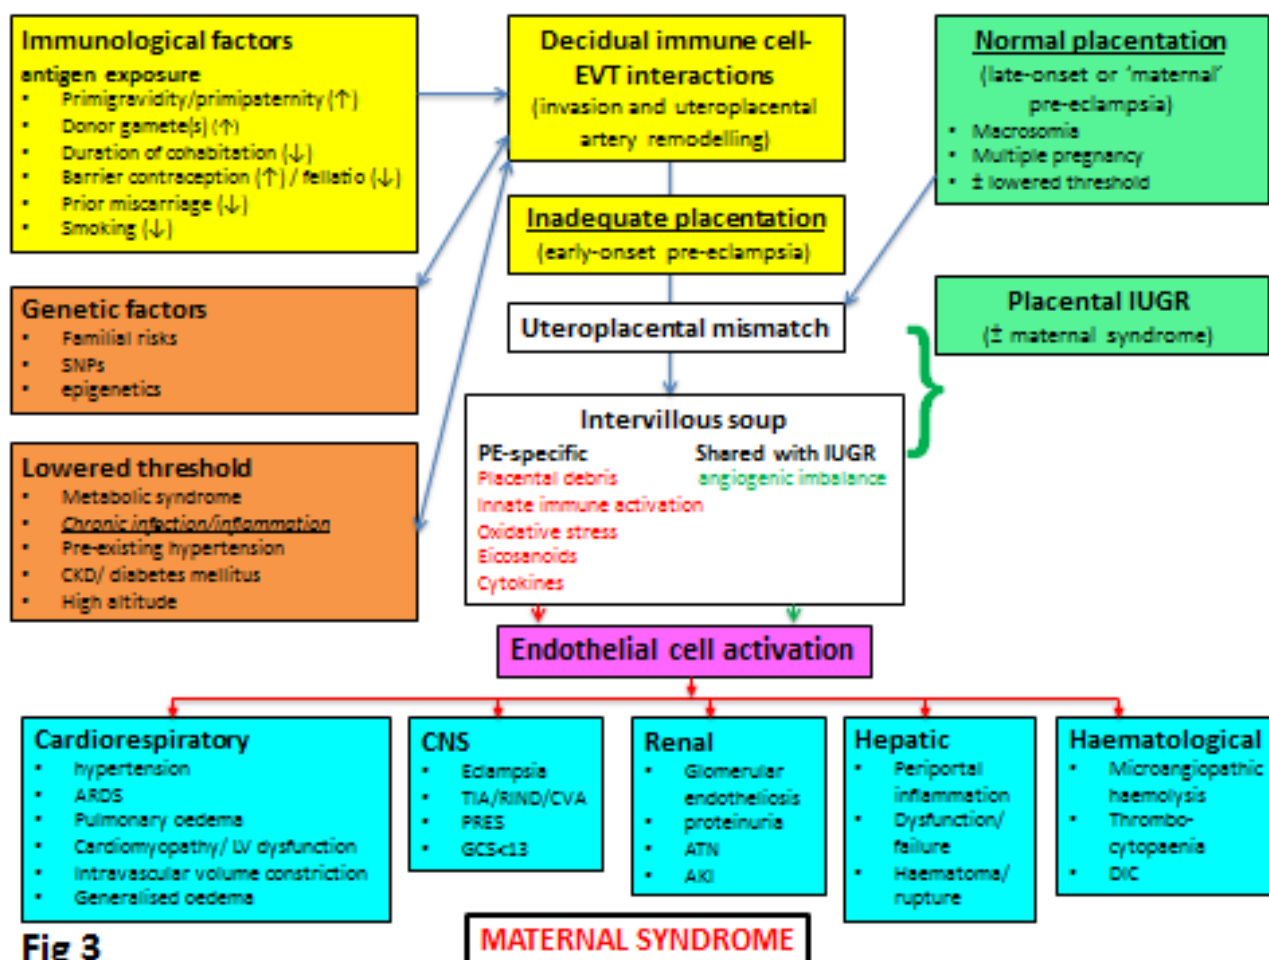 Immunological factors
antigen exposure
• Primigravidity/primipaternity (↑)
• Donor gamete(s) (↑)
• Duration of cohabitation (↓)
• Barrier contraception (↑) / fellatio (↓)
• Prior miscarriage (↓)
• Smoking (↓)
Decidual immune cell-
EVT interactions
(invasion and uteroplacental
artery remodelling)
Normal placentation
(late-onset or ‘maternal’
pre-eclampsia)
• Macrosomia
• Multiple pregnancy
• ± lowered threshold
Inadequate placentation
(early-onset pre-eclampsia)
Genetic factors
• Familial risks
• SNPs
• epigenetics
Uteroplacental mismatch
Placental IUGR
(± maternal syndrome)
}
Lowered threshold
• Metabolic syndrome
• Chronic infection/inflammation
• Pre-existing hypertension
• CKD/ diabetes mellitus
• High altitude
Intervillous soup
PE-specific
Placental debris
Innate immune activation
Oxidative stress
Eicosanoids
Cytokines
Shared with IUGR
angiogenic imbalance
Endothelial cell activation
Cardiorespiratory
• hypertension
• ARDS
• Pulmonary oedema
• Cardiomyopathy/ LV dysfunction
• Intravascular volume constriction
• Generalised oedema
CNS
• Eclampsia
• TIA/RIND/CVA
• PRES
• GCS<13
Renal
• Glomerular
endotheliosis
• proteinuria
• ATN
• AKI
Hepatic
• Periportal
inflammation
• Dysfunction/
failure
• Haematoma/
rupture
Haematological
• Microangiopathic
haemolysis
• Thrombo-
cytopaenia
• DIC
Fig 3
MATERNAL SYNDROME